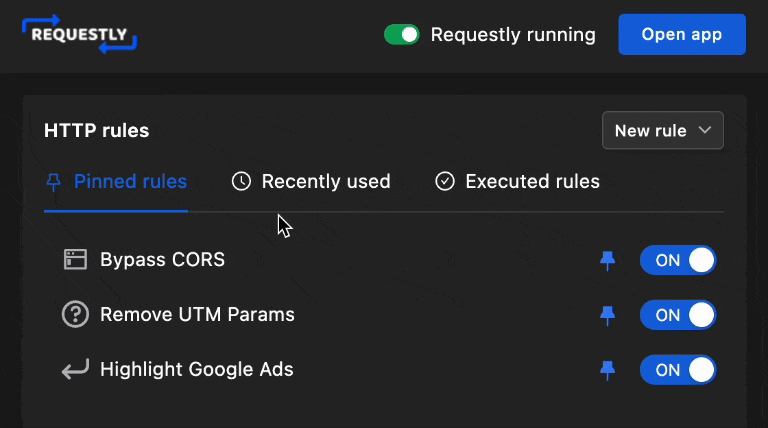 REQUESTLY Requestly running Open app
HTTP rules New rule
Pinned rules Recently used Executed rules
Bypass CORS ON
Remove UTM Params ON
Highlight Google Ads ON